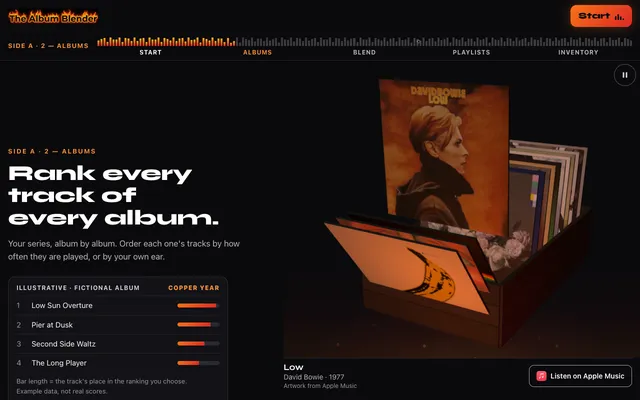 The Album Blender
Start
SIDE A · 2 — ALBUMS
START
ALBUMS
BLEND
PLAYLISTS
INVENTORY
SIDE A · 2 — ALBUMS
Rank every
track of
every album.
Your series, album by album. Order each one's tracks by how
often they are played, or by your own ear.
ILLUSTRATIVE · FICTIONAL ALBUM
COPPER YEAR
1 Low Sun Overture
2 Pier at Dusk
3 Second Side Waltz
4 The Long Player
Bar length = the track's place in the ranking you choose.
Example data, not real scores.
DAVID BOWIE
LOW
Low
David Bowie · 1977
Artwork from Apple Music
Listen on Apple Music